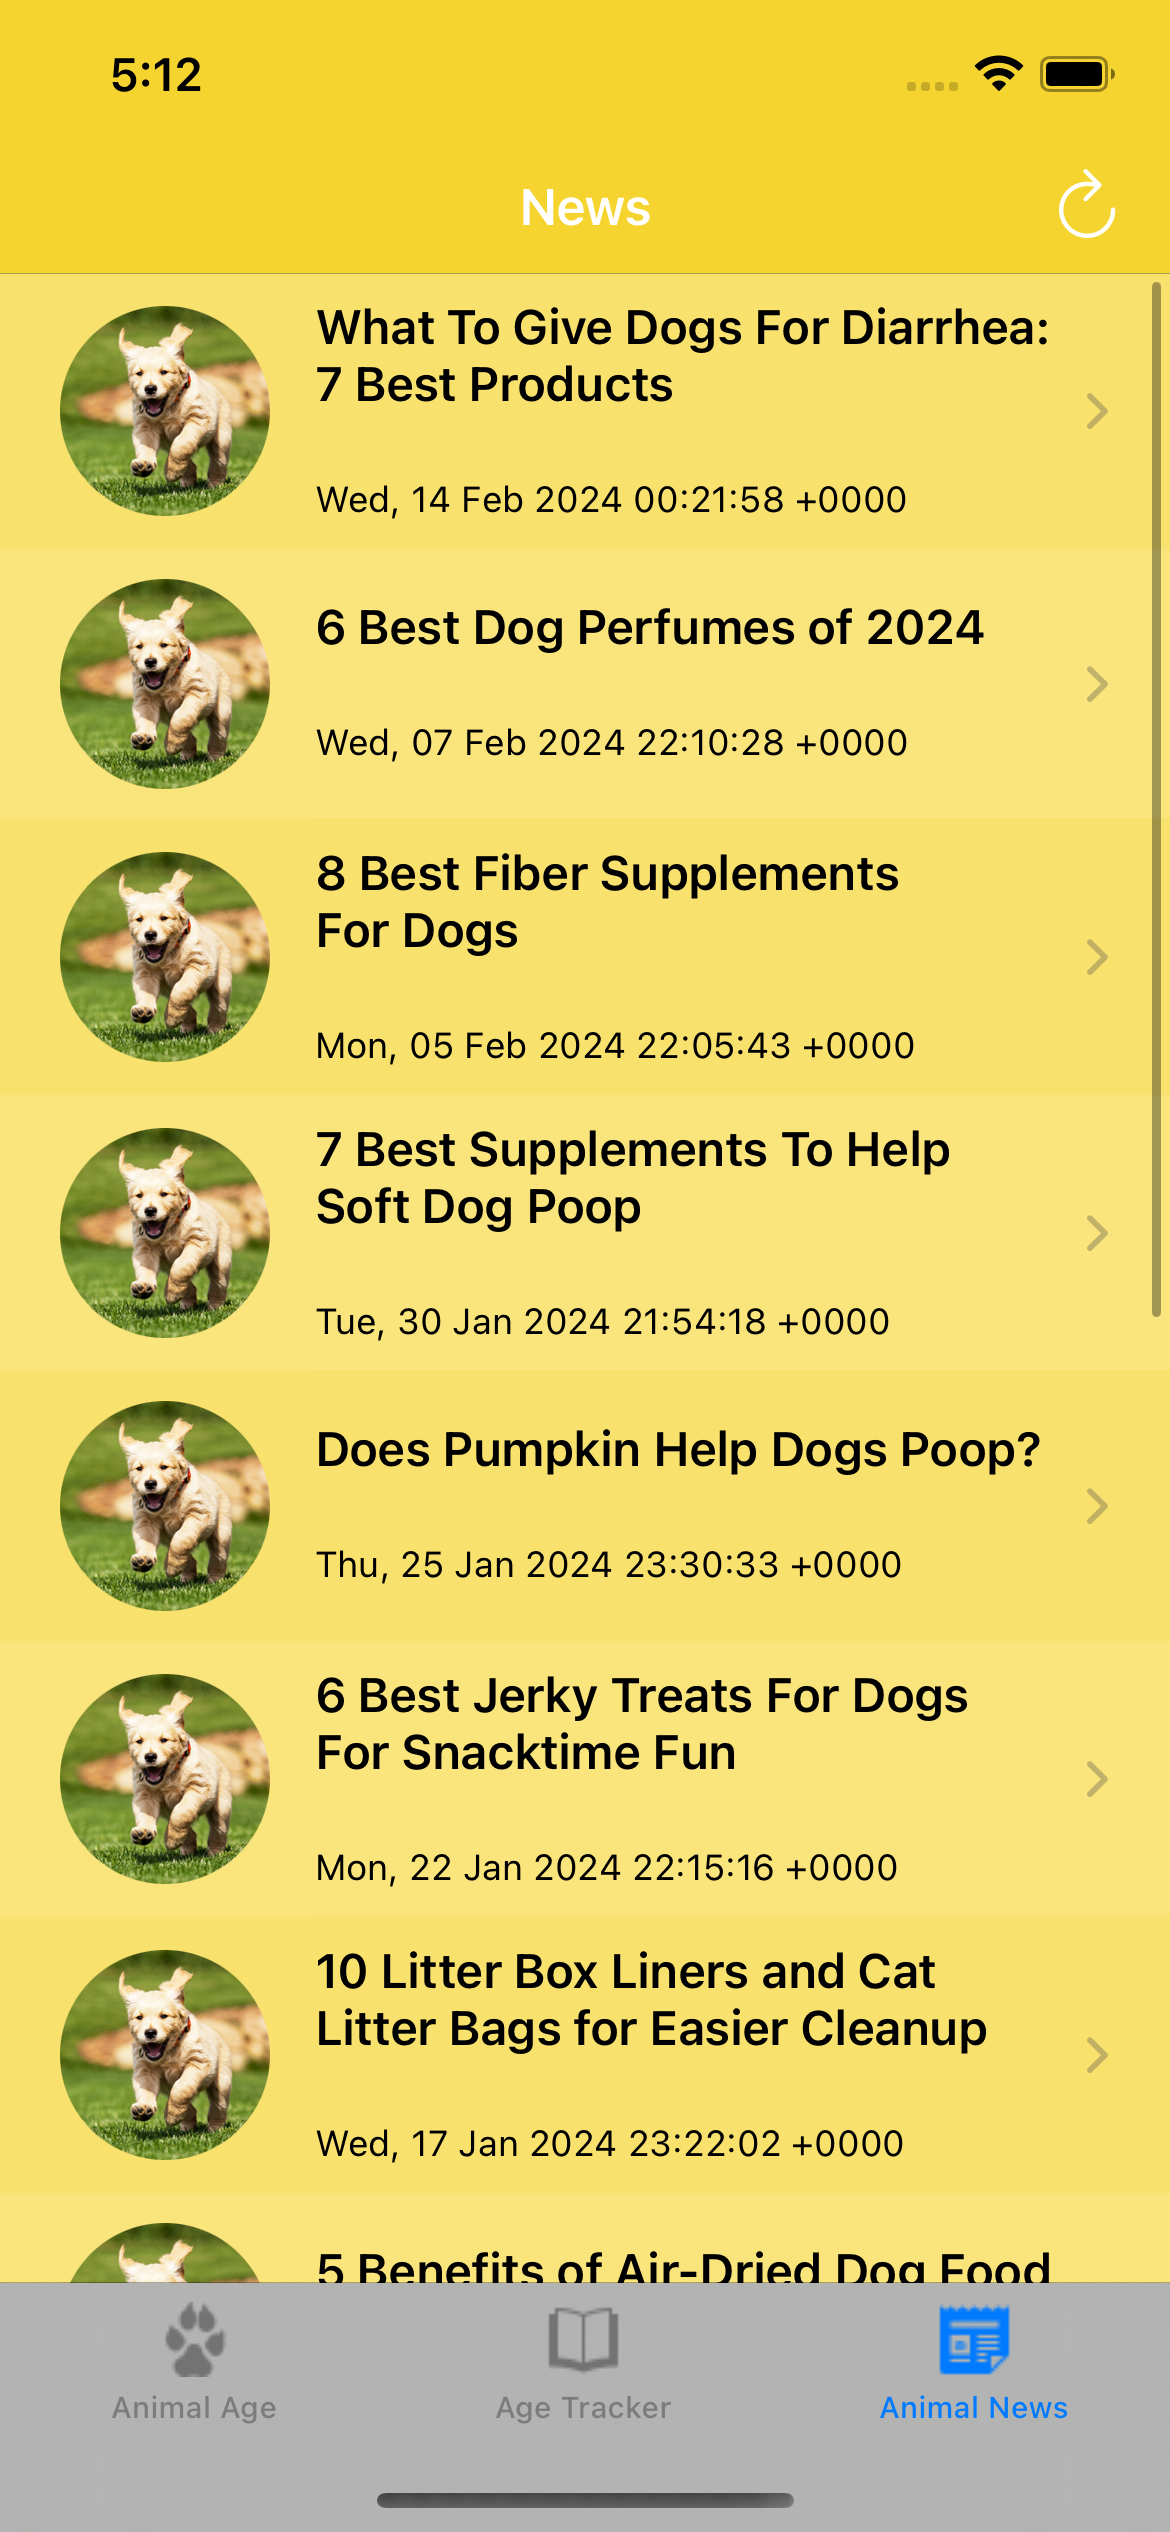 5:12
News
What To Give Dogs For Diarrhea:
7 Best Products
Wed, 14 Feb 2024 00:21:58 +0000
6 Best Dog Perfumes of 2024
Wed, 07 Feb 2024 22:10:28 +0000
8 Best Fiber Supplements
For Dogs
Mon, 05 Feb 2024 22:05:43 +0000
7 Best Supplements To Help
Soft Dog Poop
Tue, 30 Jan 2024 21:54:18 +0000
Does Pumpkin Help Dogs Poop?
Thu, 25 Jan 2024 23:30:33 +0000
6 Best Jerky Treats For Dogs
For Snacktime Fun
Mon, 22 Jan 2024 22:15:16 +0000
10 Litter Box Liners and Cat
Litter Bags for Easier Cleanup
Wed, 17 Jan 2024 23:22:02 +0000
5 Benefits of Air-Dried Dog Food
Animal Age
Age Tracker
Animal News